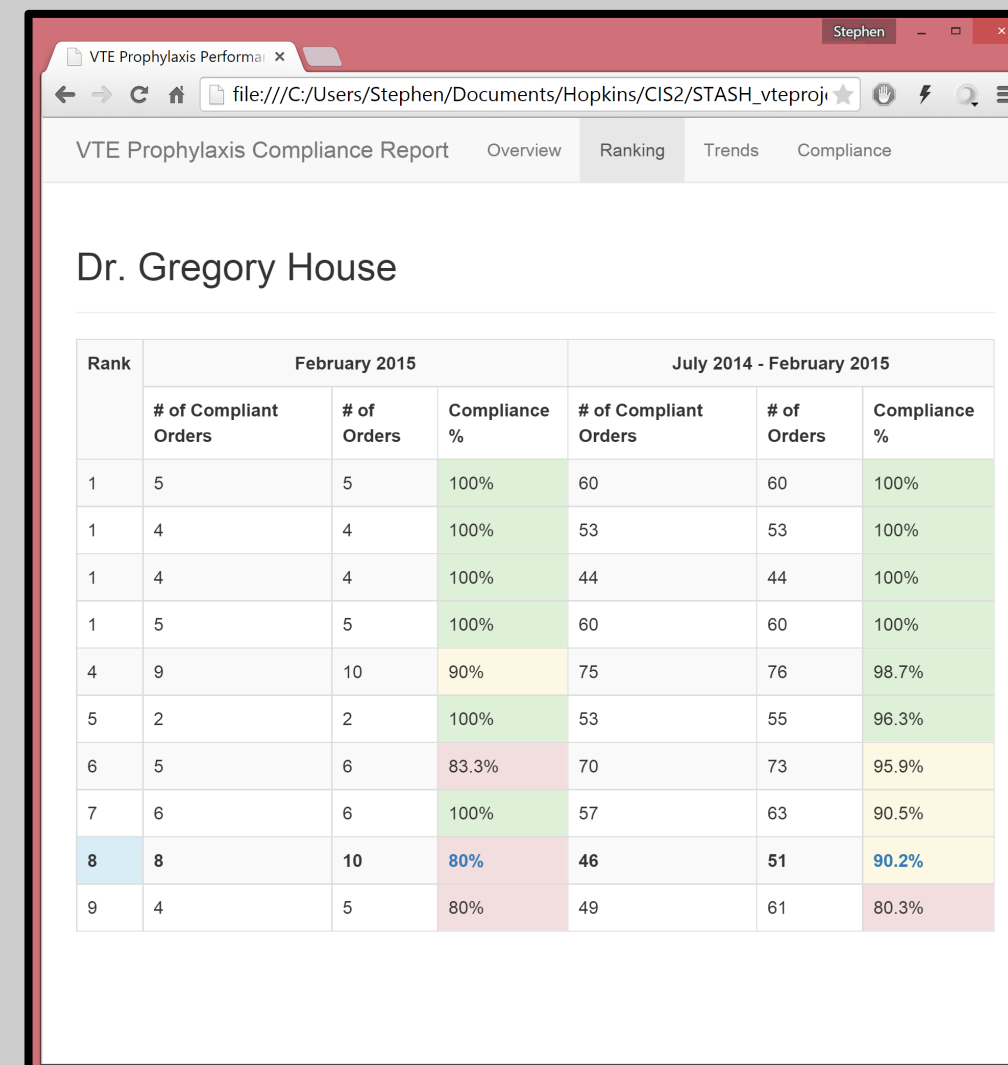 Stephen
VTE Prophylaxis Performa
file:///C:/Users/Stephen/Documents/Hopkins/CIS2/STASH_vteproj
VTE Prophylaxis Compliance Report Overview Ranking Trends Compliance
Dr. Gregory House
Rank February 2015 July 2014 - February 2015
# of Compliant Orders # of Orders Compliance % # of Compliant Orders # of Orders Compliance %
1 5 5 100% 60 60 100%
1 4 4 100% 53 53 100%
1 4 4 100% 44 44 100%
1 5 5 100% 60 60 100%
4 9 10 90% 75 76 98.7%
5 2 2 100% 53 55 96.3%
6 5 6 83.3% 70 73 95.9%
7 6 6 100% 57 63 90.5%
8 8 10 80% 46 51 90.2%
9 4 5 80% 49 61 80.3%